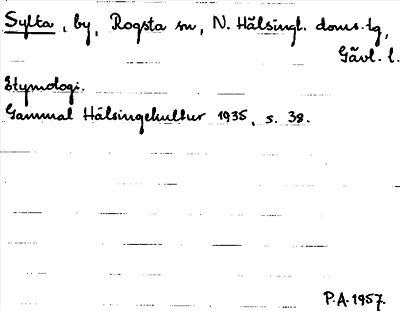 Sylta, by, Rogsta sn, N. Hälsingl. doms. tg,
Gävl. l.
Etymologi.
Gammal Hälsingekultur 1935, s. 38.
P.A. 1957.